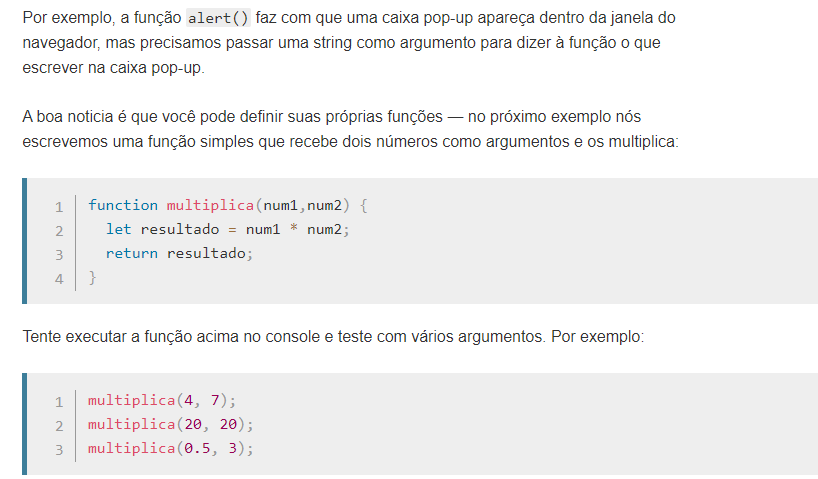 Por exemplo, a função alert() faz com que uma caixa pop-up apareça dentro da janela do
navegador, mas precisamos passar uma string como argumento para dizer à função o que
escrever na caixa pop-up.
A boa noticia é que você pode definir suas próprias funções — no próximo exemplo nós
escrevemos uma função simples que recebe dois números como argumentos e os multiplica:
1 function multiplica(num1,num2) {
2   let resultado = num1 * num2;
3   return resultado;
4 }
Tente executar a função acima no console e teste com vários argumentos. Por exemplo:
1 multiplica(4, 7);
2 multiplica(20, 20);
3 multiplica(0.5, 3);